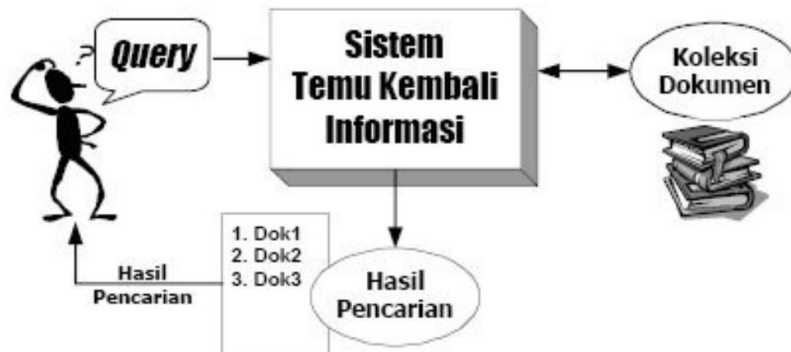 ?
Query
Sistem
Temu Kembali
Informasi
Koleksi
Dokumen
1. Dok1
2. Dok2
3. Dok3
Hasil
Pencarian
Hasil
Pencarian